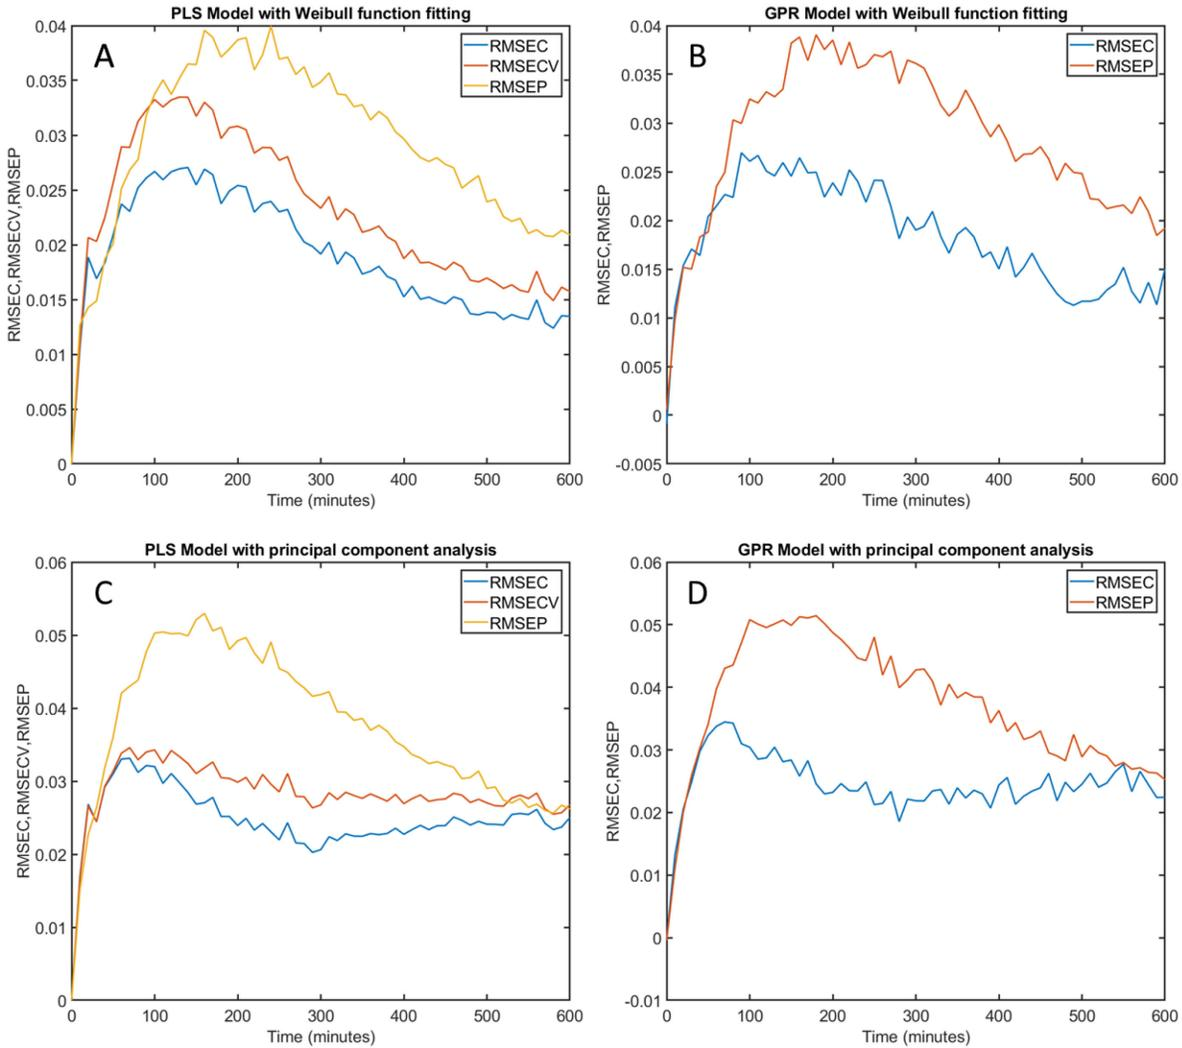 PLS Model with Weibull function fitting
A
RMSEC
RMSECV
RMSEP
0.04
0.035
0.03
0.025
0.02
0.015
0.01
0.005
0
RMSEC,RMSECV,RMSEP
0 100 200 300 400 500 600
Time (minutes)
GPR Model with Weibull function fitting
B
RMSEC
RMSEP
0.04
0.035
0.03
0.025
0.02
0.015
0.01
0.005
0
-0.005
RMSEC,RMSEP
0 100 200 300 400 500 600
Time (minutes)
PLS Model with principal component analysis
C
RMSEC
RMSECV
RMSEP
0.06
0.05
0.04
0.03
0.02
0.01
0
RMSEC,RMSECV,RMSEP
0 100 200 300 400 500 600
Time (minutes)
GPR Model with principal component analysis
D
RMSEC
RMSEP
0.06
0.05
0.04
0.03
0.02
0.01
0
-0.01
RMSEC,RMSEP
0 100 200 300 400 500 600
Time (minutes)